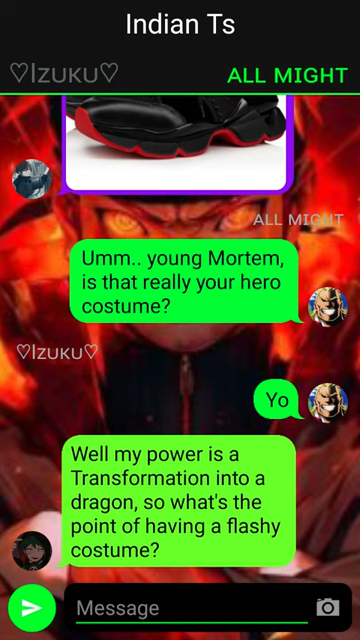 Indian Ts
♡Izuku♡
ALL MIGHT
ALL MIGHT
Umm.. young Mortem,
is that really your hero
costume?
♡Izuku♡
Yo
Well my power is a
Transformation into a
dragon, so what's the
point of having a flashy
costume?
Message